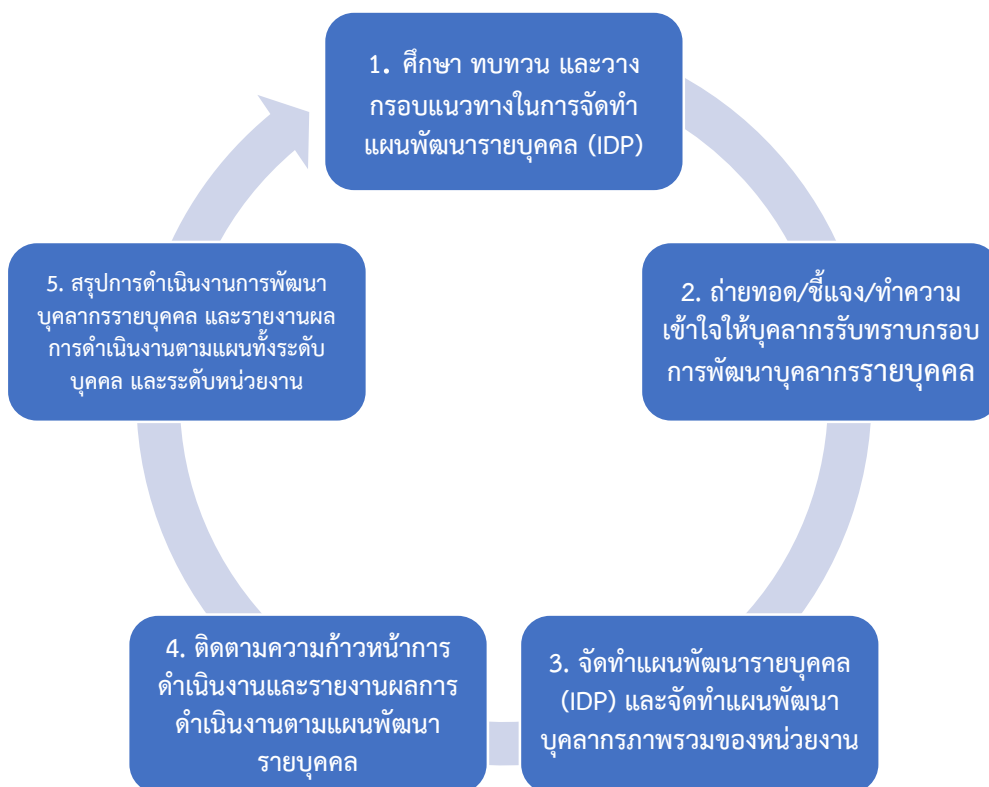 1. ศึกษา ทบทวน และวาง
กรอบแนวทางในการจัดทำ
แผนพัฒนารายบุคคล (IDP)
2. ถ่ายทอด/ชี้แจง/ทำความ
เข้าใจให้บุคลากรรับทราบกรอบ
การพัฒนาบุคลากรรายบุคคล
3. จัดทำแผนพัฒนารายบุคคล
(IDP) และจัดทำแผนพัฒนา
บุคลากรภาพรวมของหน่วยงาน
4. ติดตามความก้าวหน้าการ
ดำเนินงานและรายงานผลการ
ดำเนินงานตามแผนพัฒนา
รายบุคคล
5. สรุปการดำเนินงานการพัฒนา
บุคลากรรายบุคคล และรายงานผล
การดำเนินงานตามแผนทั้งระดับ
บุคคล และระดับหน่วยงาน